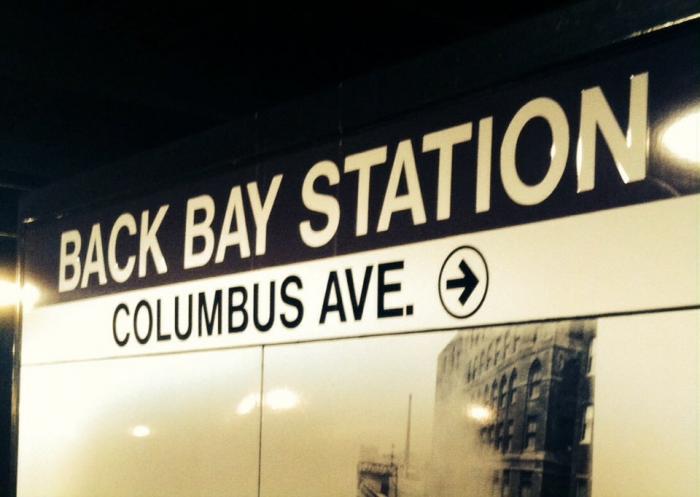 BACK BAY STATION
COLUMBUS AVE. →